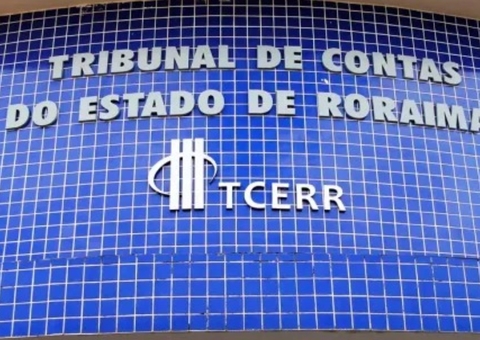 TRIBUNAL DE CONTAS
DO ESTADO DE RORAIMA
TCERR